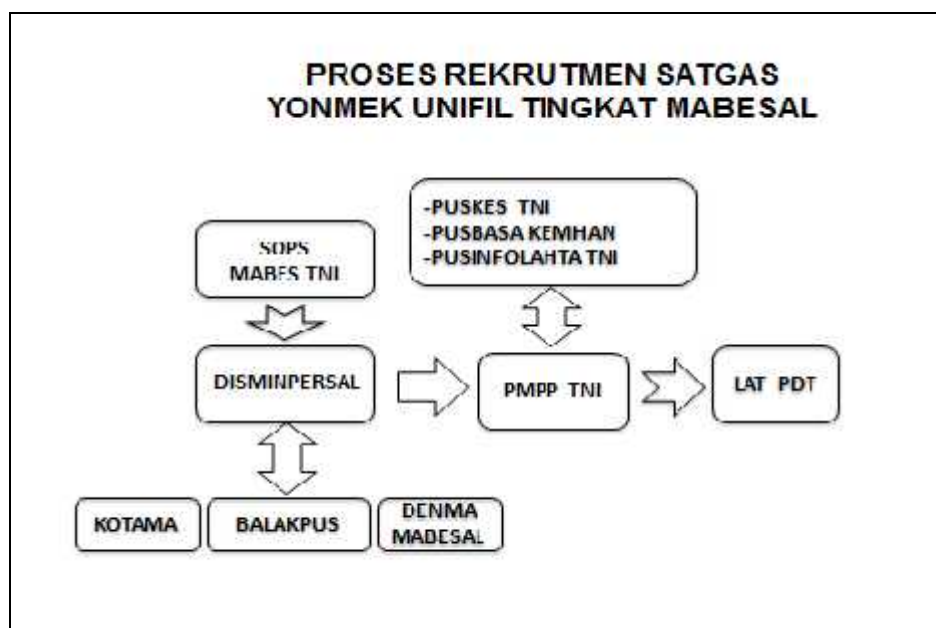 PROSES REKRUTMEN SATGAS
YONMEK UNIFIL TINGKAT MABESAL
-PUSKES TNI
-PUSBASA KEMHAN
-PUSINFOLAHTA TNI
SOPS
MABES TNI
DISMINPERSAL
PMPP TNI
LAT PDT
KOTAMA
BALAKPUS
DENMA
MABESAL